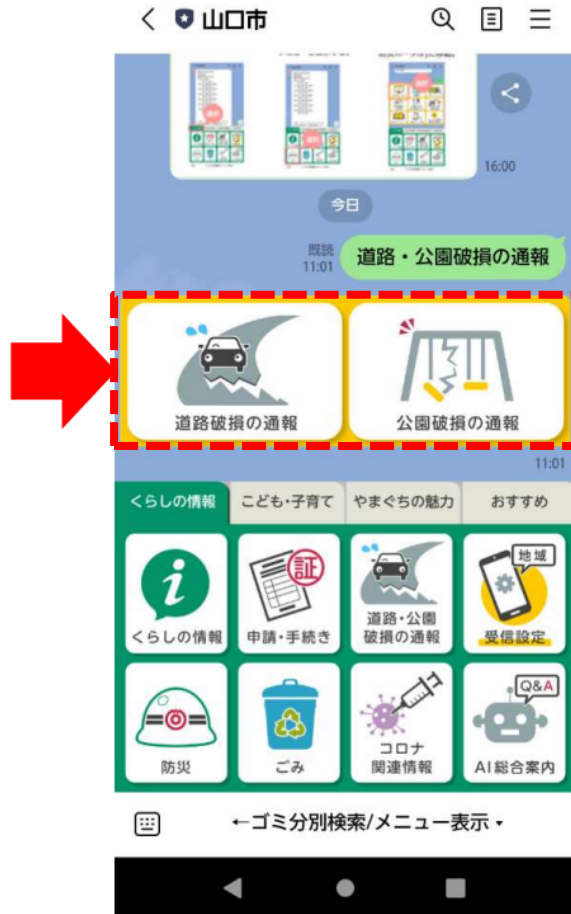 山口市
16:00
今日
既読
11:01
道路・公園破損の通報
道路破損の通報
公園破損の通報
11:01
くらしの情報
こども・子育て
やまぐちの魅力
おすすめ
証
地域
くらしの情報
申請・手続き
道路・公園
破損の通報
受信設定
Q&A
防災
ごみ
コロナ
関連情報
AI総合案内
←ゴミ分別検索/メニュー表示▾